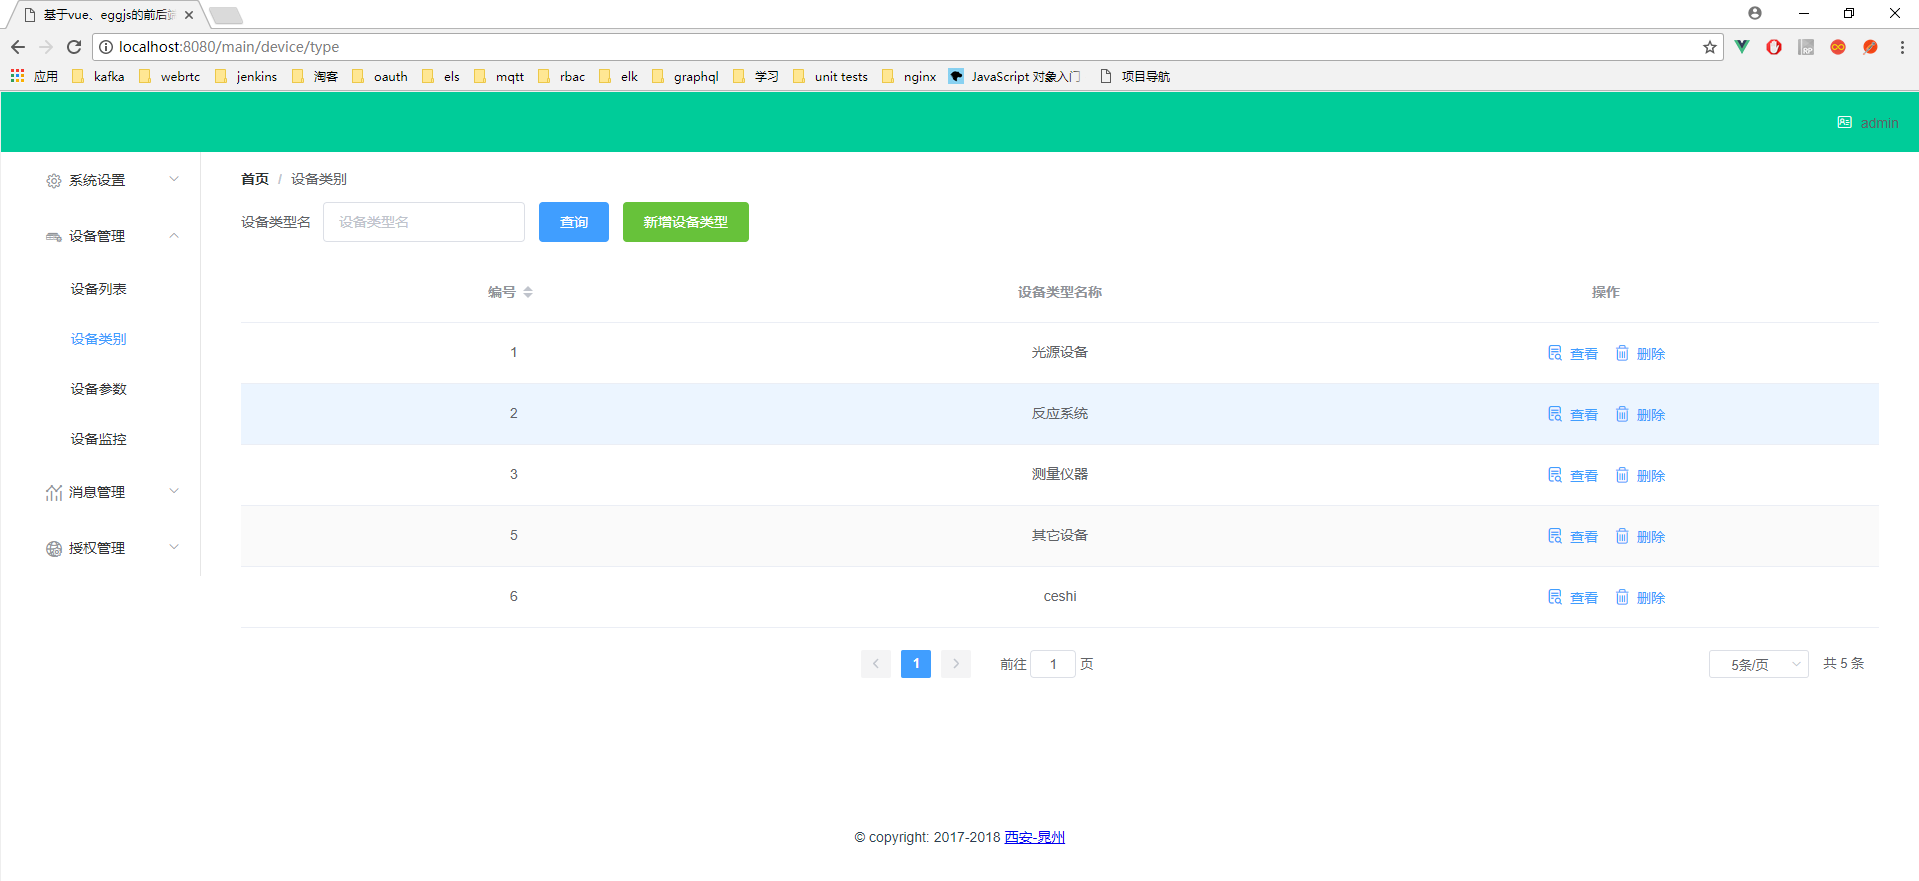 基于vue、eggjs的前后端
localhost:8080/main/device/type
应用 kafka webrtc jenkins 淘客 oauth els mqtt rbac elk graphql 学习 unit tests nginx JavaScript 对象入门 项目导航
admin
系统设置
设备管理
设备列表
设备类别
设备参数
设备监控
消息管理
授权管理
首页 / 设备类别
设备类型名 设备类型名 查询 新增设备类型
编号 设备类型名称 操作
1 光源设备 查看 删除
2 反应系统 查看 删除
3 测量仪器 查看 删除
5 其它设备 查看 删除
6 ceshi 查看 删除
1 前往 1 页 5条/页 共 5 条
© copyright: 2017-2018 西安-晁州